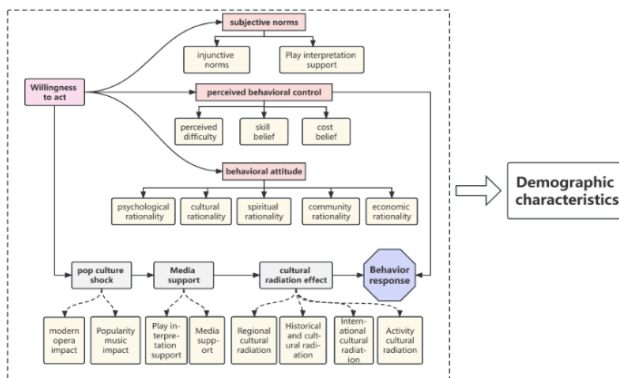 subjective norms
injunctive
norms
Play interpretation
support
Willingness
to act
perceived behavioral control
perceived
difficulty
skill
belief
cost
belief
behavioral attitude
psychological
rationality
cultural
rationality
spiritual
rationality
community
rationality
economic
rationality
Demographic
characteristics
pop culture
shock
Media
support
cultural
radiation effect
Behavior
response
modern
opera
impact
Popularity
music
impact
Play in-
terpre-
tation
support
Media
supp-
ort
Regional
cultural
radiation
Historical
and cult-
ural radi-
ation
Inter-
national
cultural
radiat-
ion
Activity
cultural
radiation